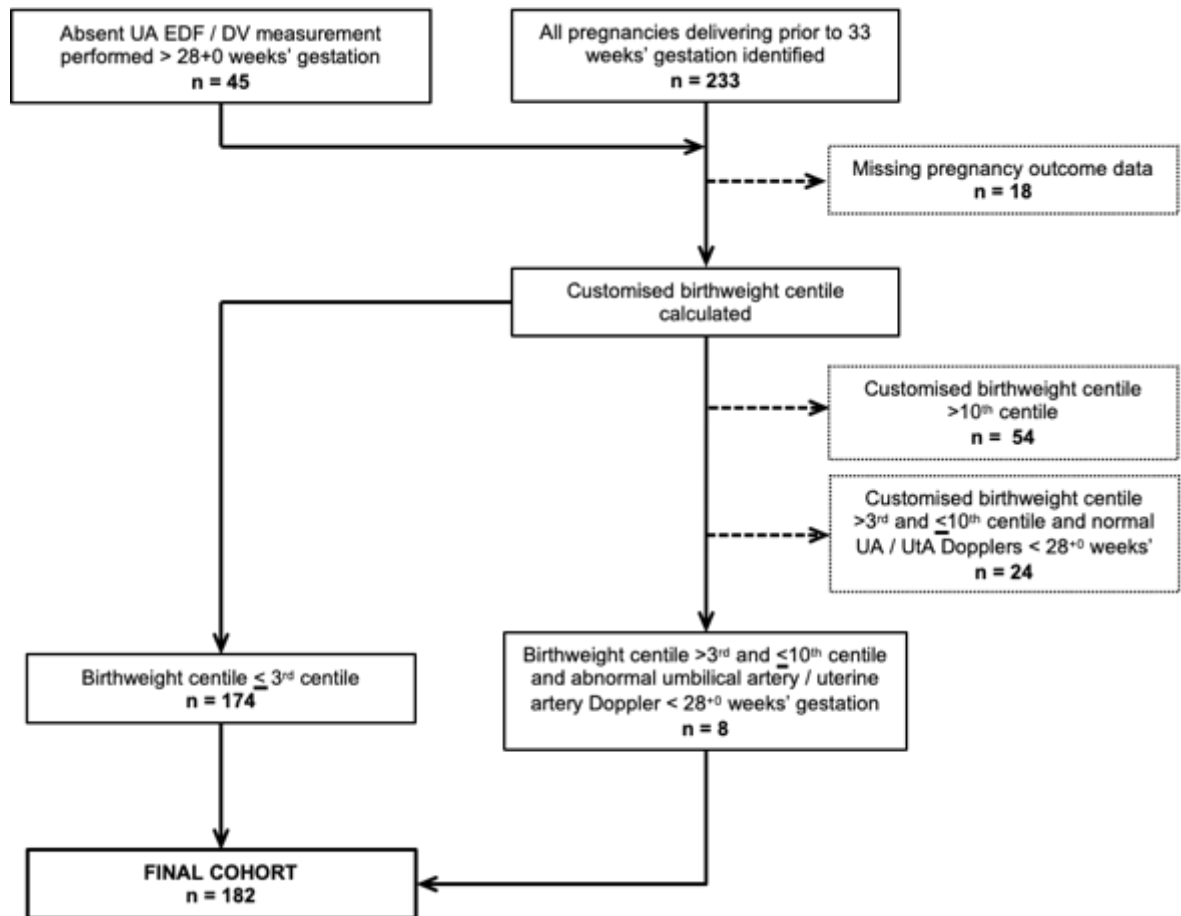 Absent UA EDF / DV measurement
performed > 28+0 weeks' gestation
n = 45
All pregnancies delivering prior to 33
weeks' gestation identified
n = 233
Missing pregnancy outcome data
n = 18
Customised birthweight centile
calculated
Customised birthweight centile
>10th centile
n = 54
Customised birthweight centile
>3rd and ≤10th centile and normal
UA / UtA Dopplers < 28+0 weeks'
n = 24
Birthweight centile ≤ 3rd centile
n = 174
Birthweight centile >3rd and ≤10th centile
and abnormal umbilical artery / uterine
artery Doppler < 28+0 weeks' gestation
n = 8
FINAL COHORT
n = 182